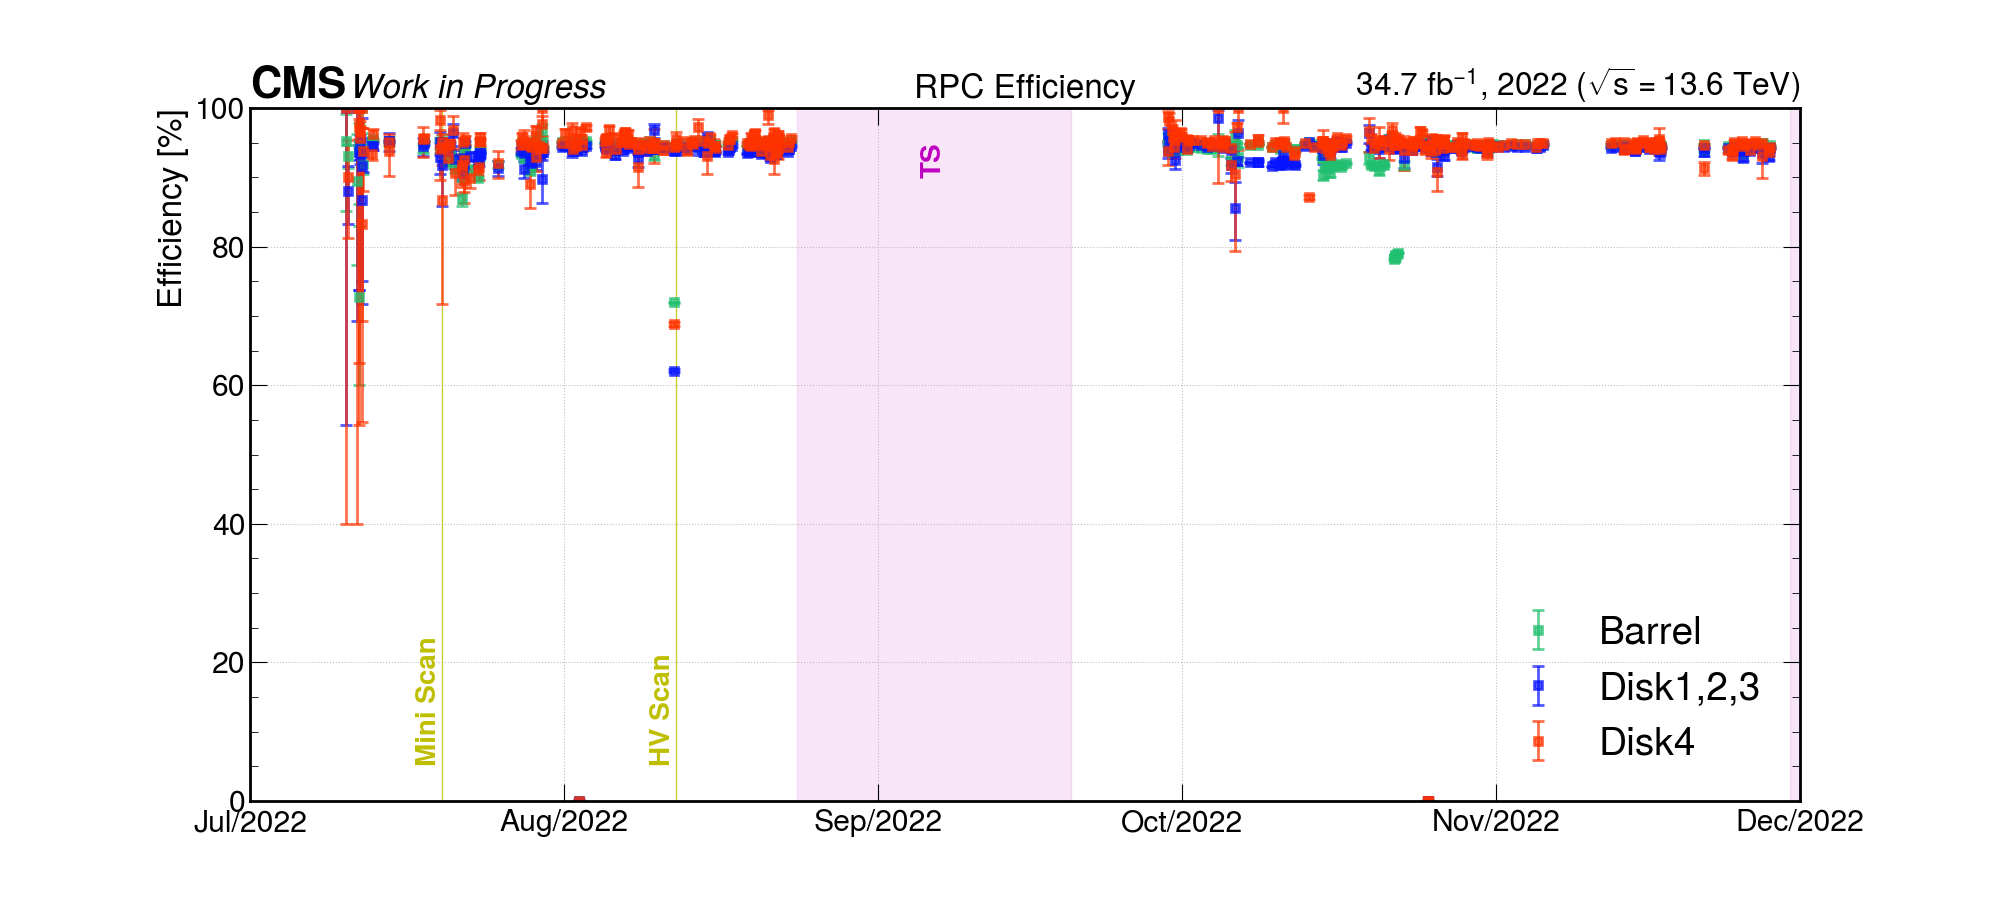 CMS Work in Progress RPC Efficiency 34.7 fb⁻¹, 2022 (√s = 13.6 TeV)
Efficiency [%]
100
80
60
40
20
0
TS
Mini Scan
HV Scan
Barrel
Disk1,2,3
Disk4
Jul/2022 Aug/2022 Sep/2022 Oct/2022 Nov/2022 Dec/2022